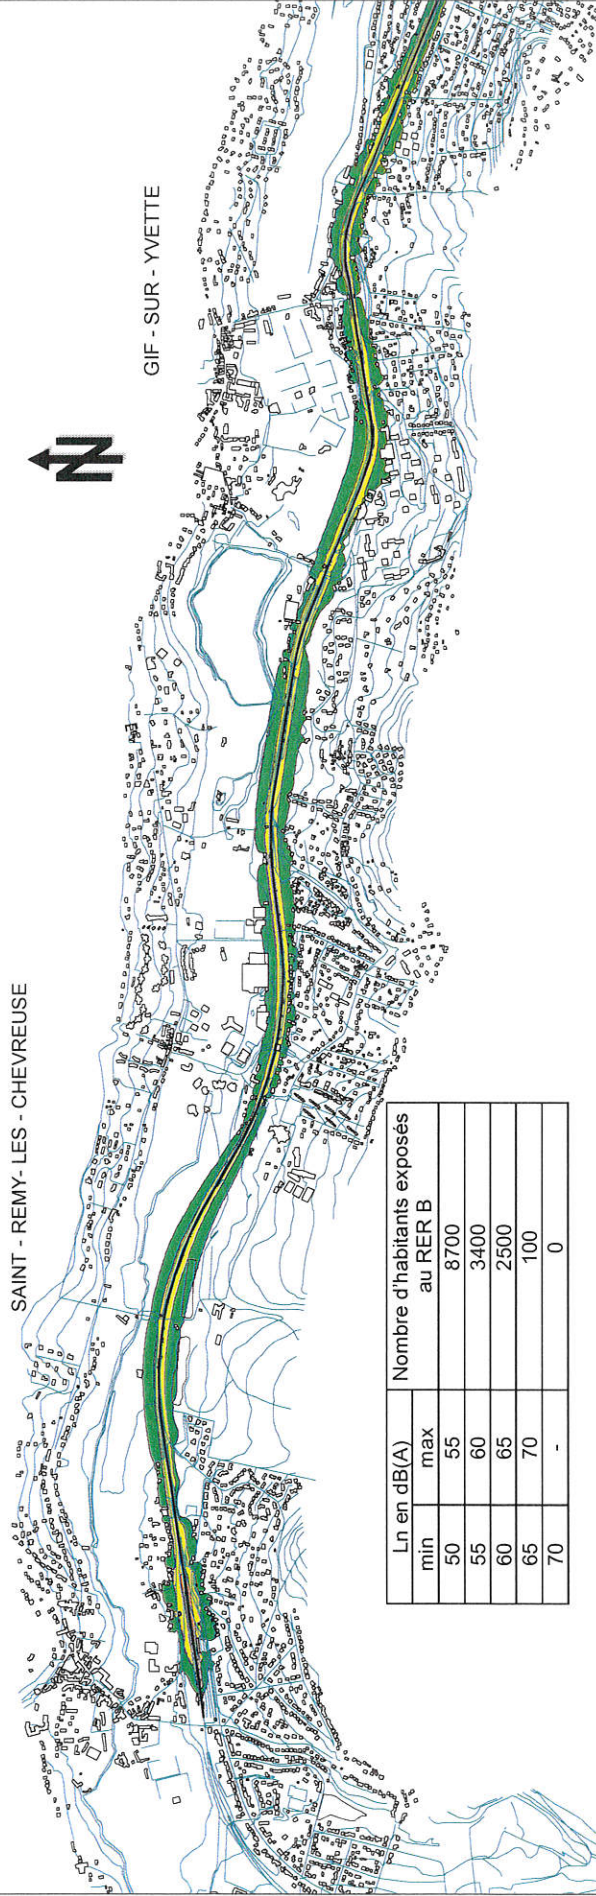 SAINT - REMY- LES - CHEVREUSE
GIF - SUR - YVETTE
N
Ln en dB(A) Nombre d'habitants exposés
min max au RER B
50 55 8700
55 60 3400
60 65 2500
65 70 100
70 - 0